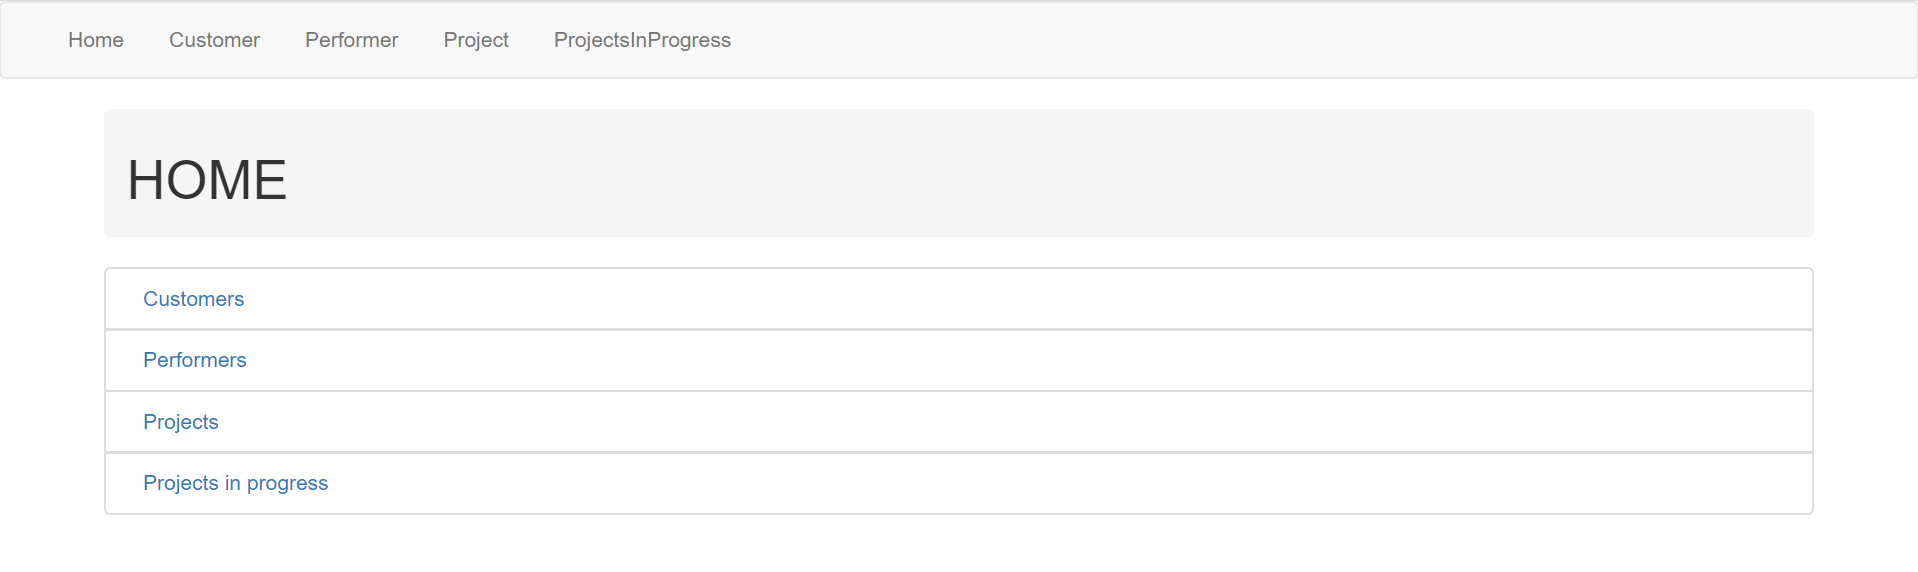 Home Customer Performer Project ProjectsInProgress
HOME
Customers
Performers
Projects
Projects in progress